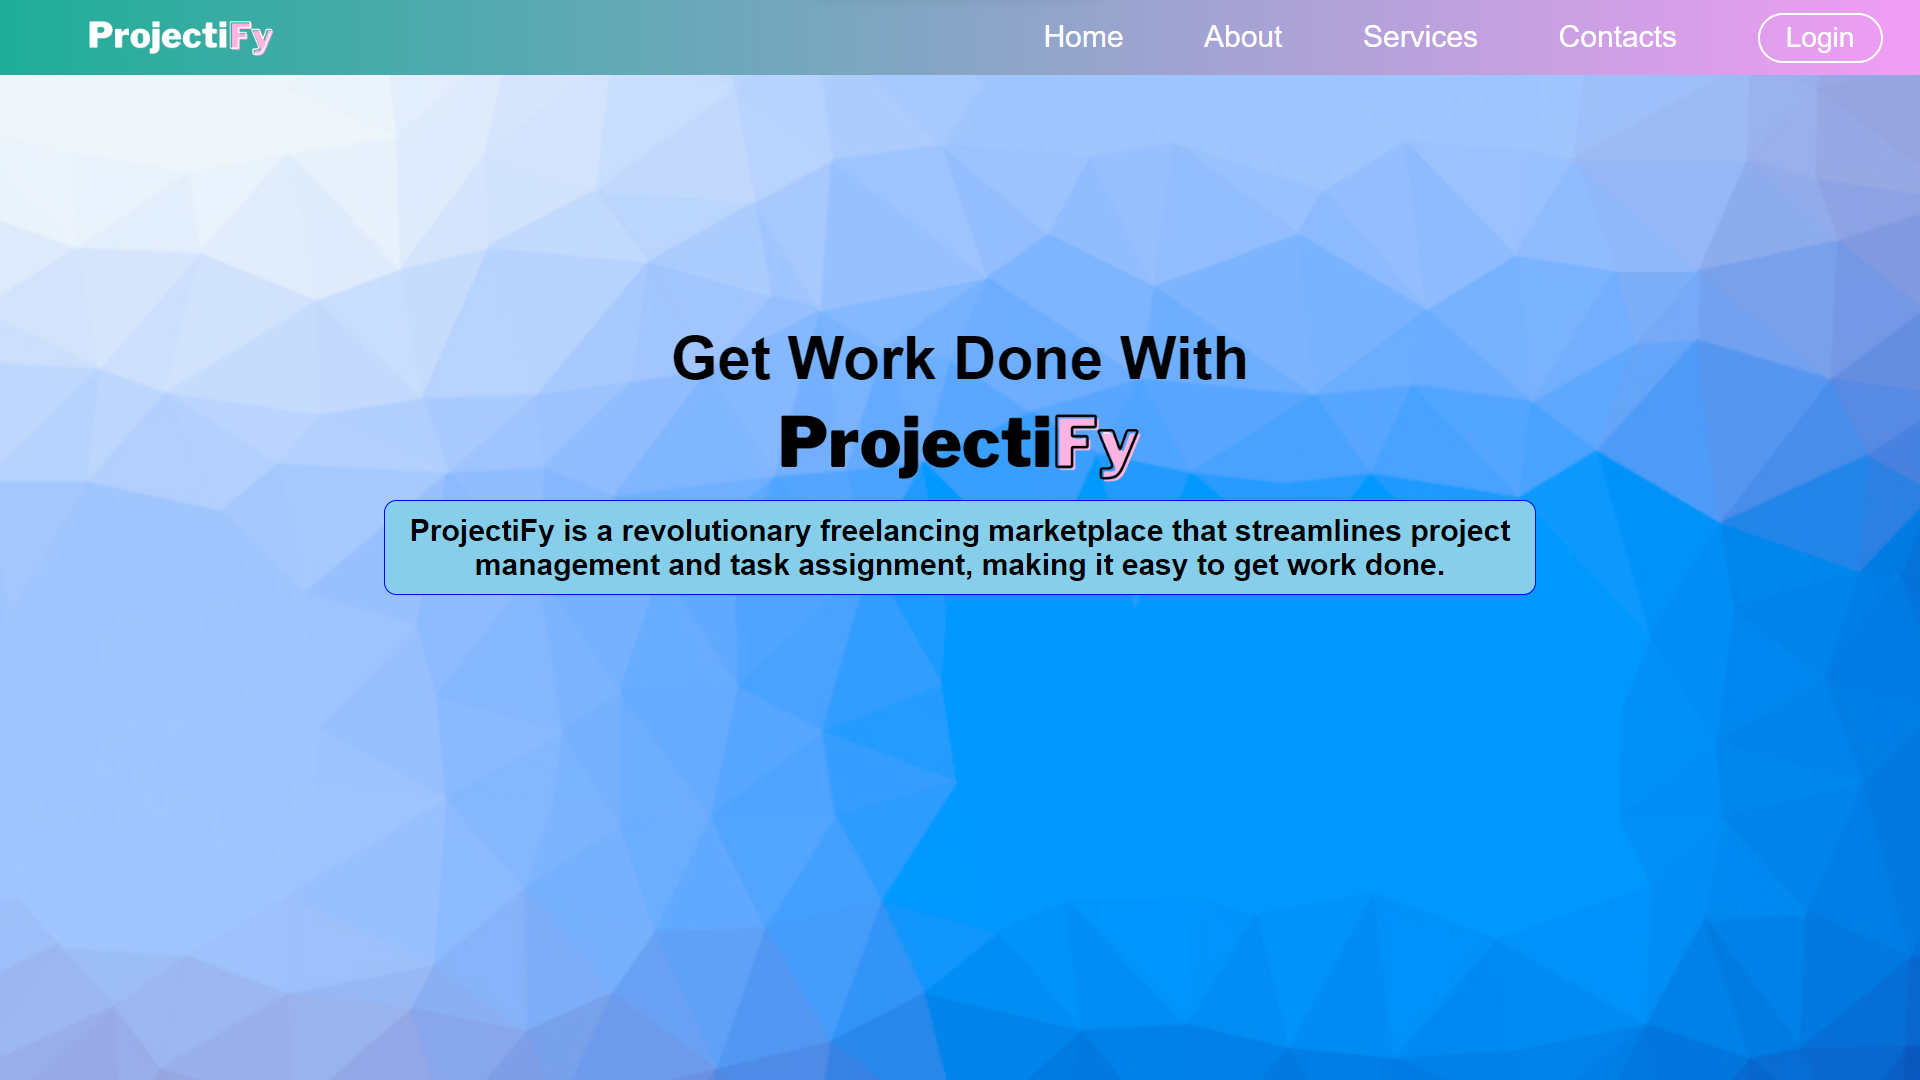 ProjectiFy
Home
About
Services
Contacts
Login
Get Work Done With
ProjectiFy
ProjectiFy is a revolutionary freelancing marketplace that streamlines project
management and task assignment, making it easy to get work done.